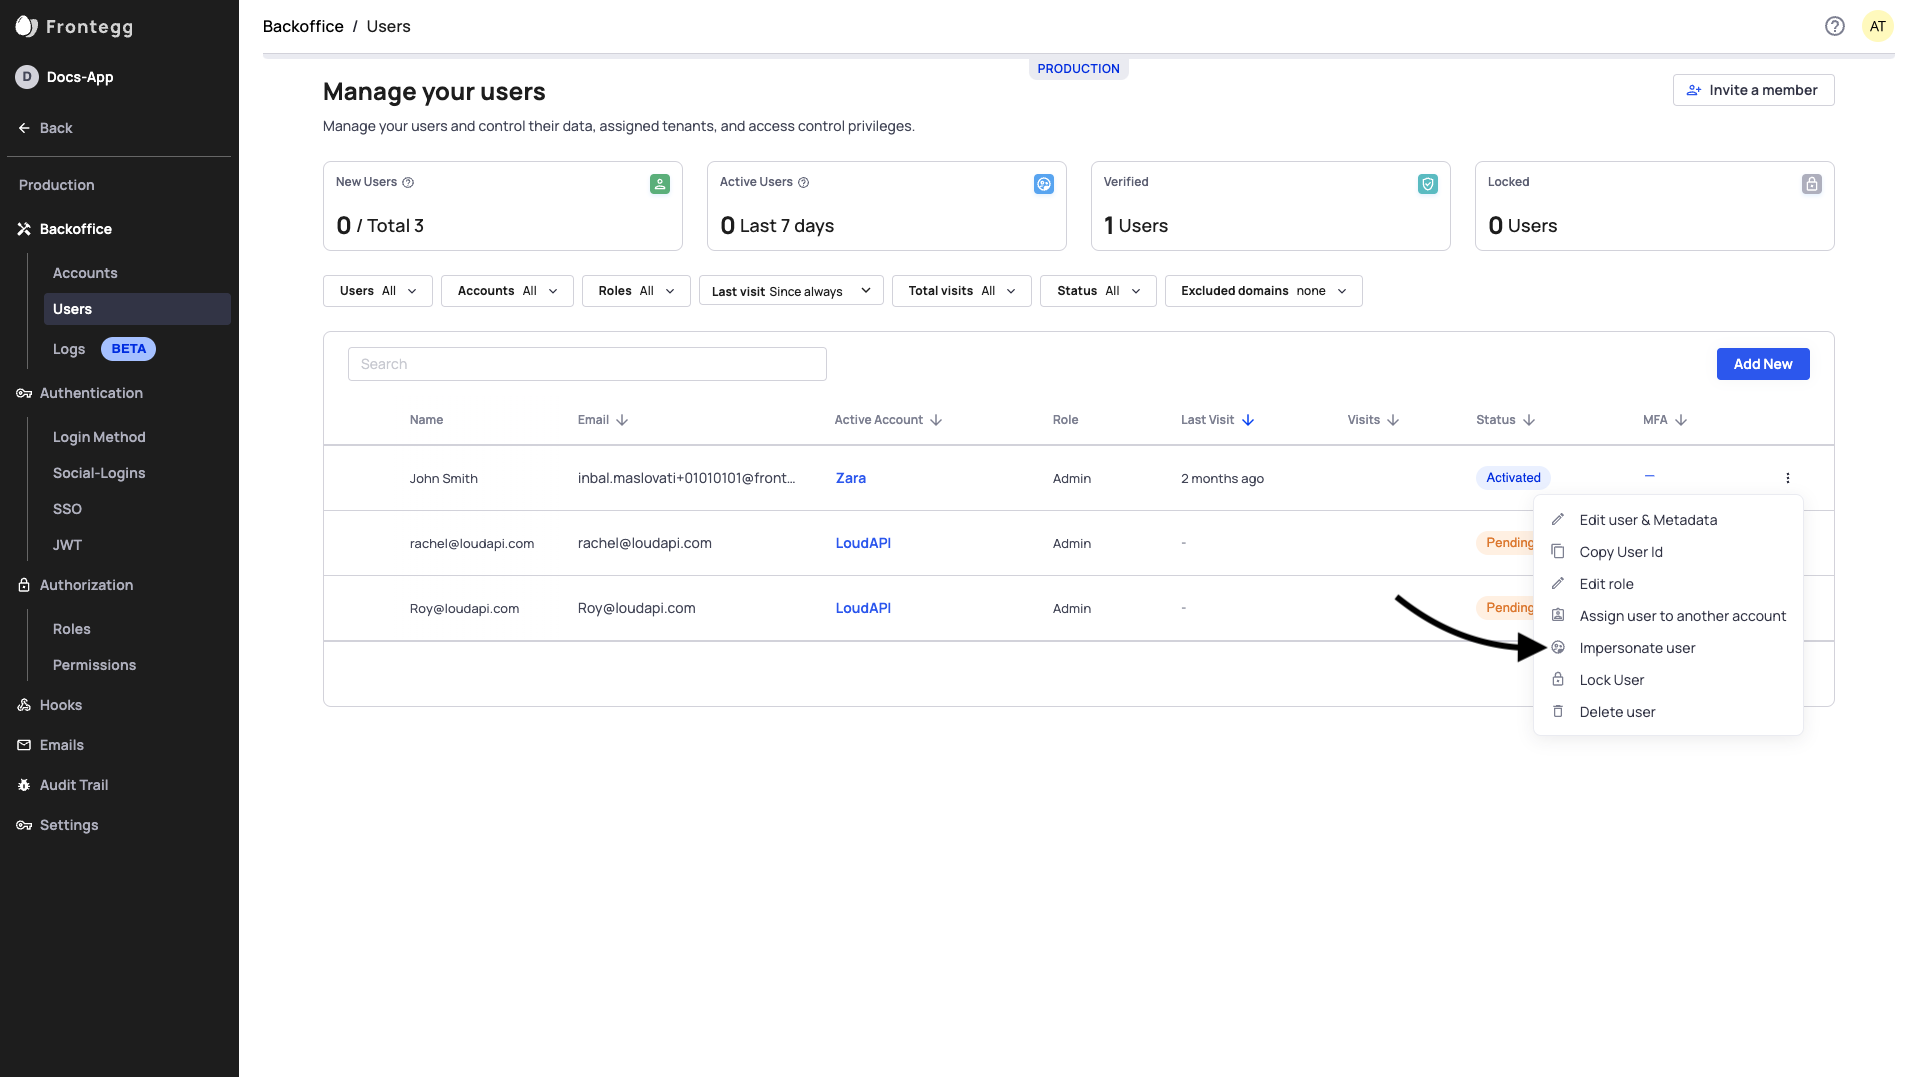 Frontegg
Backoffice / Users
AT
D Docs-App
PRODUCTION
Back
Manage your users
Invite a member
Manage your users and control their data, assigned tenants, and access control privileges.
Production
New Users
0 / Total 3
Active Users
0 Last 7 days
Verified
1 Users
Locked
0 Users
Backoffice
Accounts
Users
Logs BETA
Authentication
Login Method
Social-Logins
SSO
JWT
Authorization
Roles
Permissions
Hooks
Emails
Audit Trail
Settings
Users All
Accounts All
Roles All
Last visit Since always
Total visits All
Status All
Excluded domains none
Search
Add New
Name Email Active Account Role Last Visit Visits Status MFA
John Smith inbal.maslovati+01010101@front... Zara Admin 2 months ago Activated –
rachel@loudapi.com rachel@loudapi.com LoudAPI Admin - Pending
Roy@loudapi.com Roy@loudapi.com LoudAPI Admin - Pending
Edit user & Metadata
Copy User Id
Edit role
Assign user to another account
Impersonate user
Lock User
Delete user